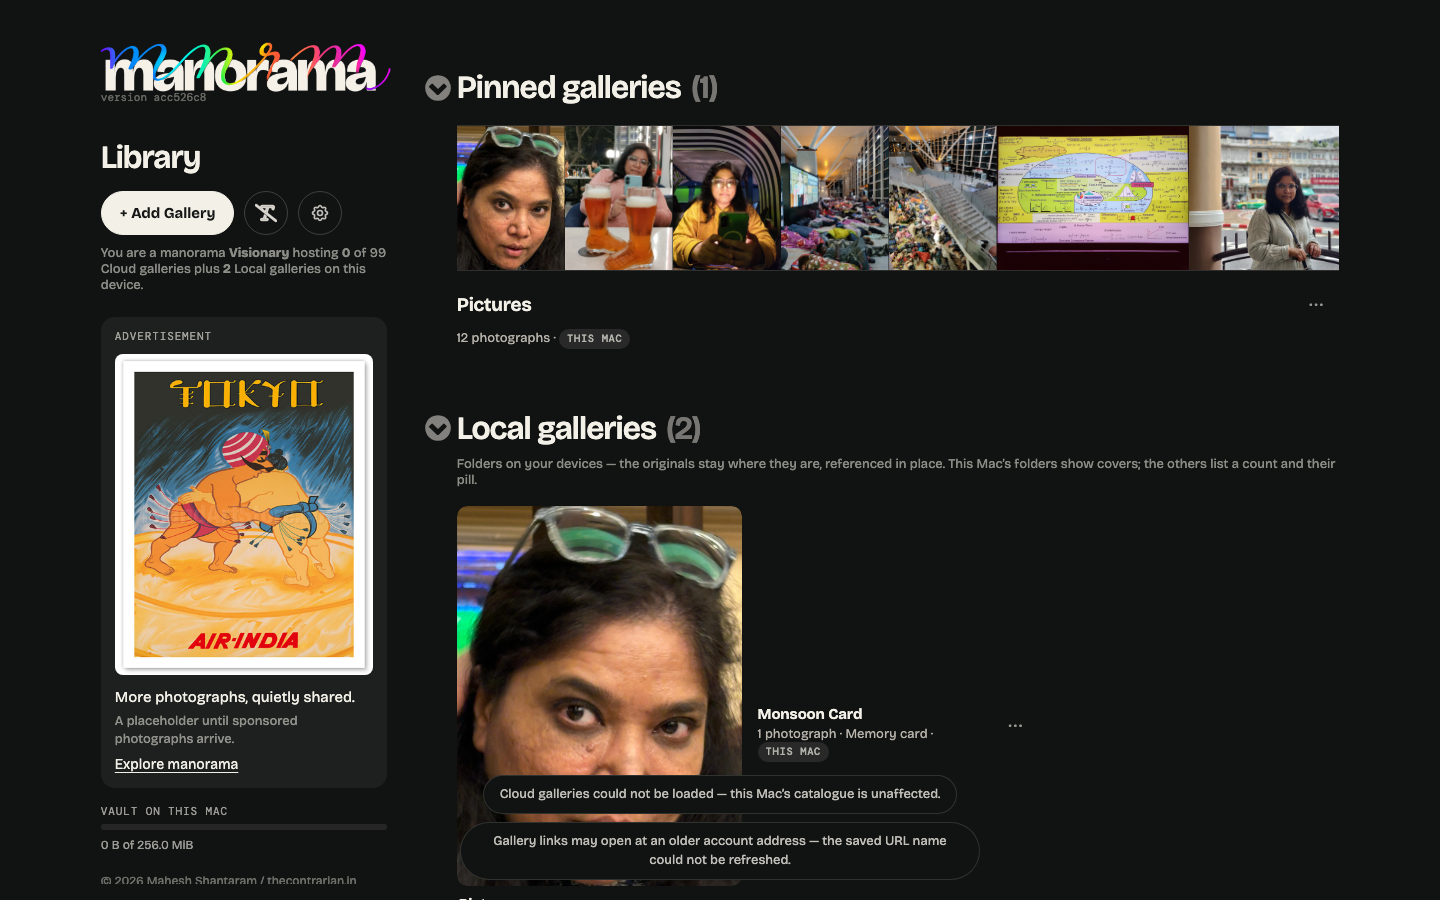 manorama
version acc526c8
Library
+ Add Gallery
You are a manorama Visionary hosting 0 of 99
Cloud galleries plus 2 Local galleries on this
device.
ADVERTISEMENT
TOKYO
AIR-INDIA
More photographs, quietly shared.
A placeholder until sponsored
photographs arrive.
Explore manorama
VAULT ON THIS MAC
0 B of 256.0 MiB
© 2026 Mahesh Shantaram / thecontrarian.in
Pinned galleries (1)
Pictures
12 photographs · THIS MAC
Local galleries (2)
Folders on your devices — the originals stay where they are, referenced in place. This Mac's folders show covers; the others list a count and their
pill.
Monsoon Card
1 photograph · Memory card ·
THIS MAC
Cloud galleries could not be loaded — this Mac's catalogue is unaffected.
Gallery links may open at an older account address — the saved URL name
could not be refreshed.